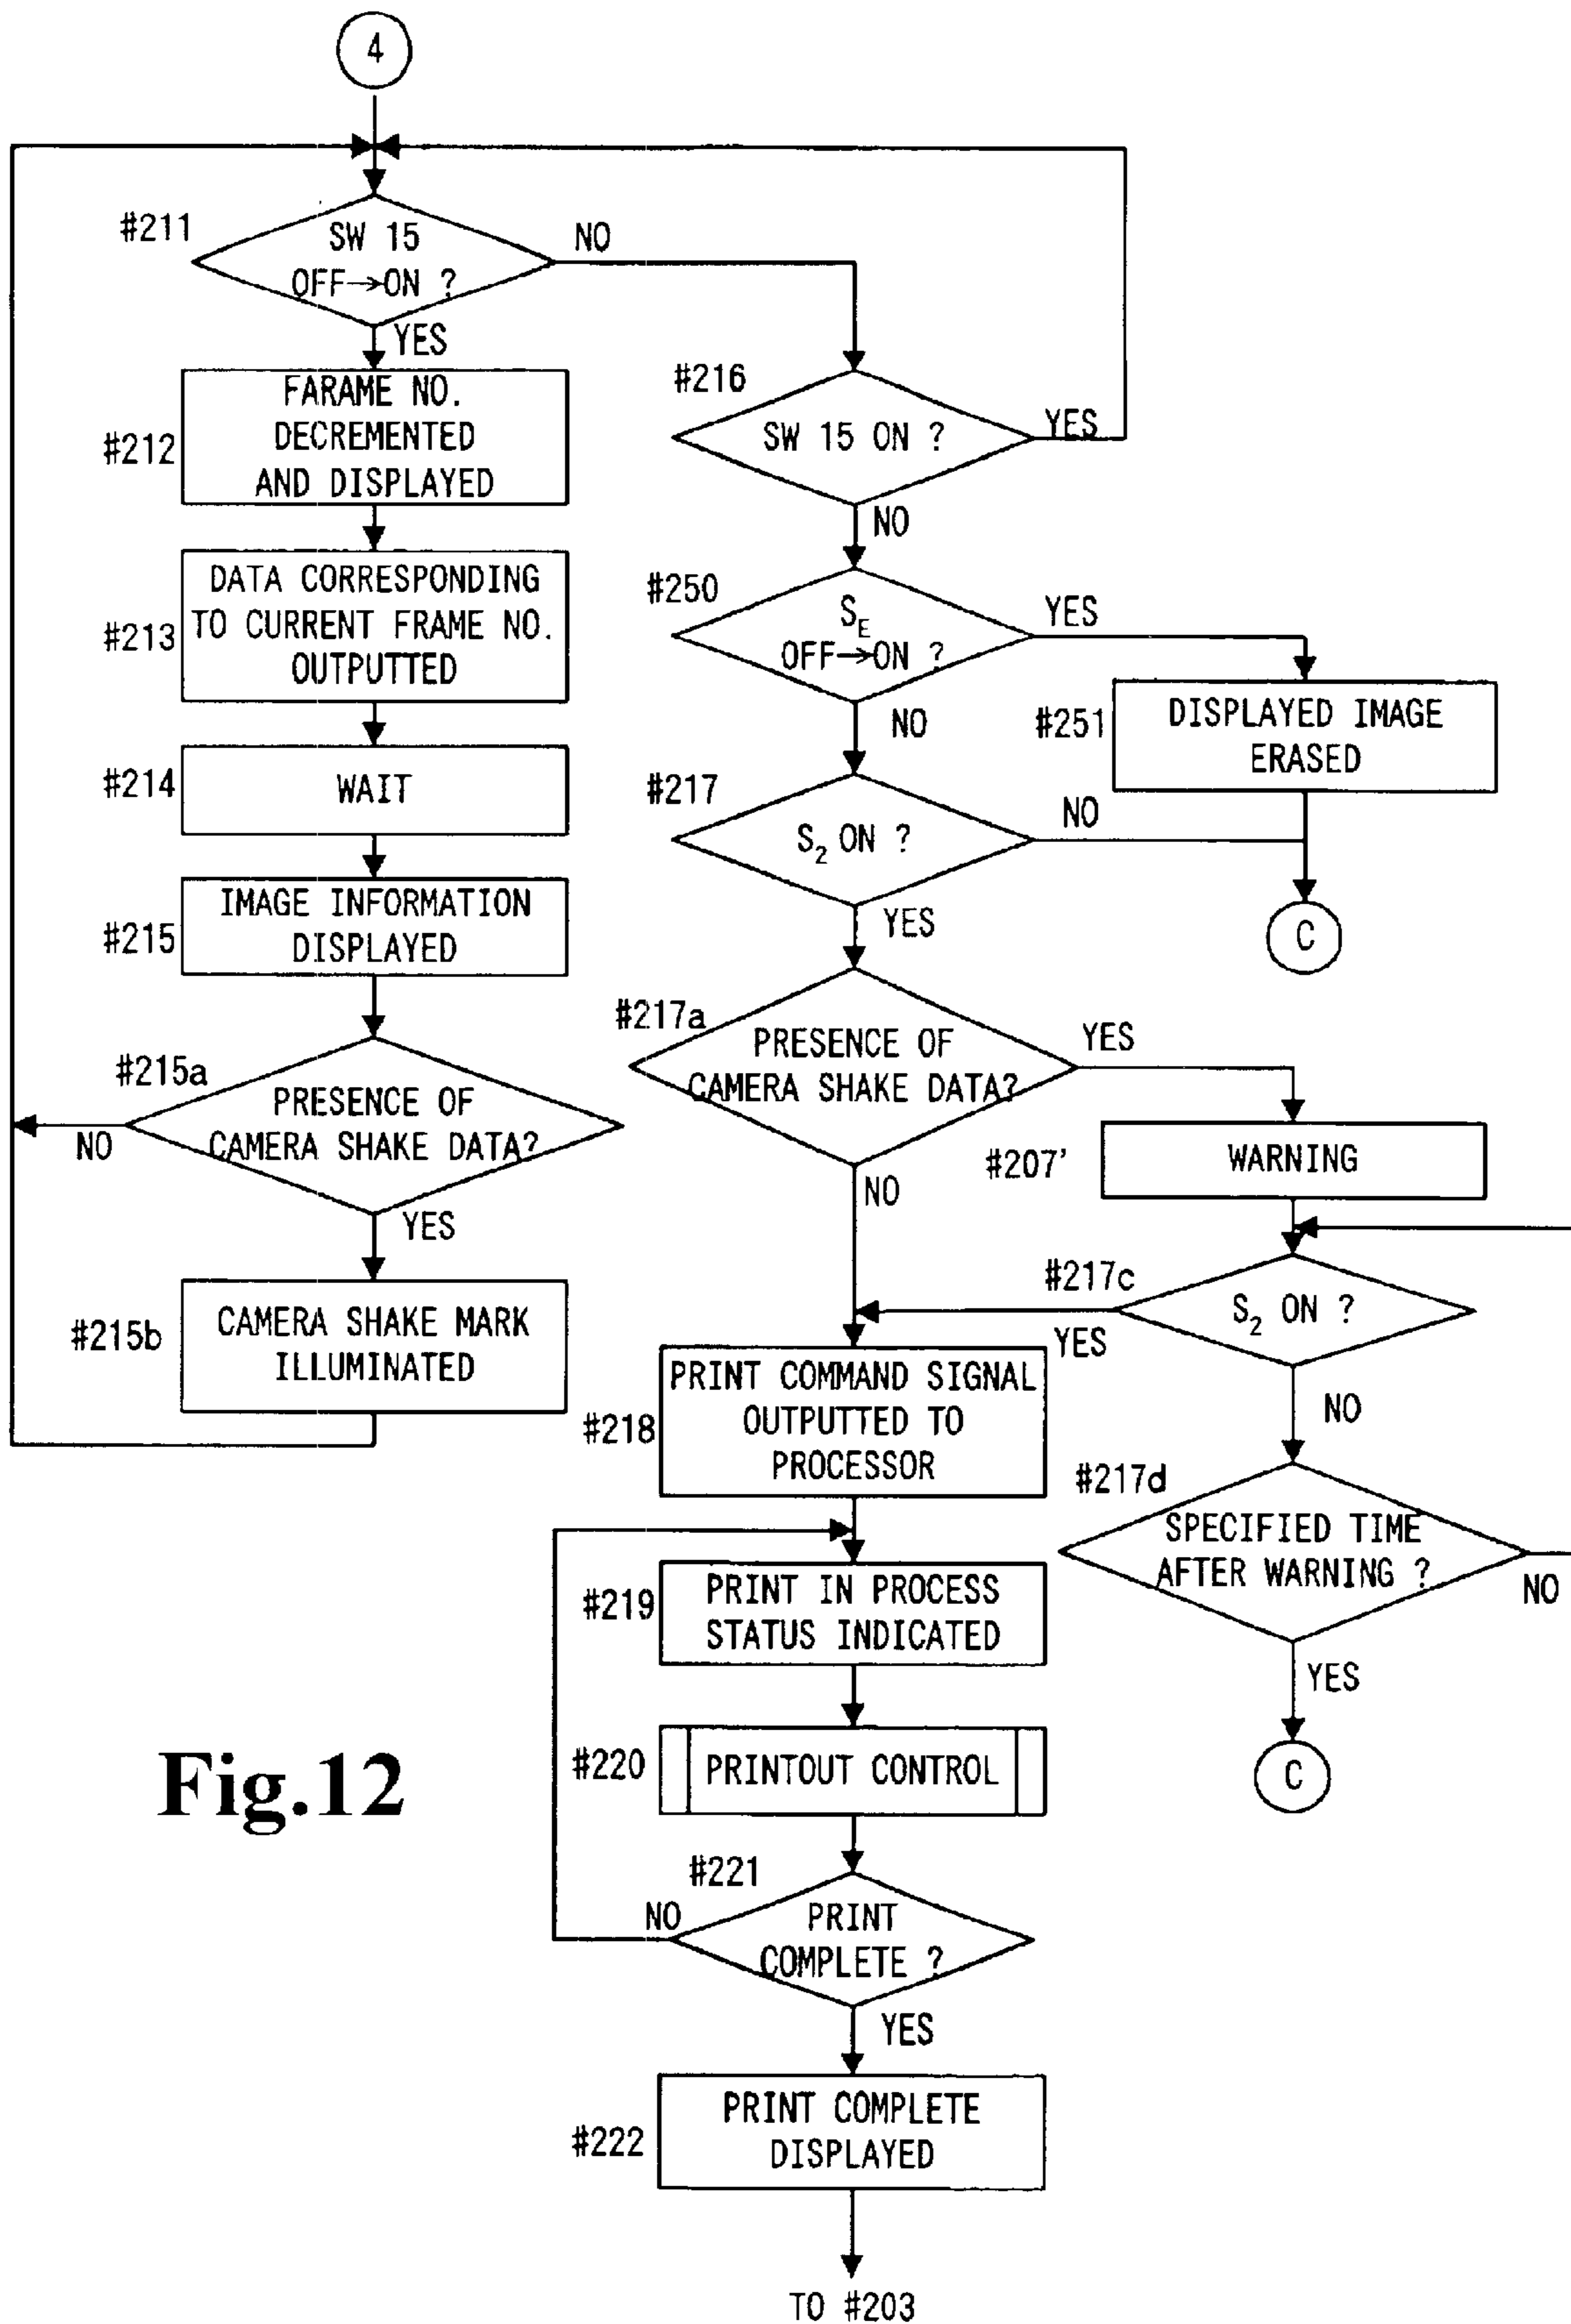 4
#211
SW 15
OFF→ON ?
NO
YES
#212
FARAME NO.
DECREMENTED
AND DISPLAYED
#213
DATA CORRESPONDING
TO CURRENT FRAME NO.
OUTPUTTED
#214
WAIT
#215
IMAGE INFORMATION
DISPLAYED
#215a
PRESENCE OF
CAMERA SHAKE DATA?
NO
YES
#215b
CAMERA SHAKE MARK
ILLUMINATED
#216
SW 15 ON ?
YES
NO
#250
S_E
OFF→ON ?
YES
NO
#251
DISPLAYED IMAGE
ERASED
#217
S₂ ON ?
NO
YES
C
#217a
PRESENCE OF
CAMERA SHAKE DATA?
YES
NO
#207'
WARNING
#217c
S₂ ON ?
YES
NO
#217d
SPECIFIED TIME
AFTER WARNING ?
NO
YES
C
#218
PRINT COMMAND SIGNAL
OUTPUTTED TO
PROCESSOR
#219
PRINT IN PROCESS
STATUS INDICATED
#220
PRINTOUT CONTROL
#221
PRINT
COMPLETE ?
NO
YES
#222
PRINT COMPLETE
DISPLAYED
TO #203
Fig.12